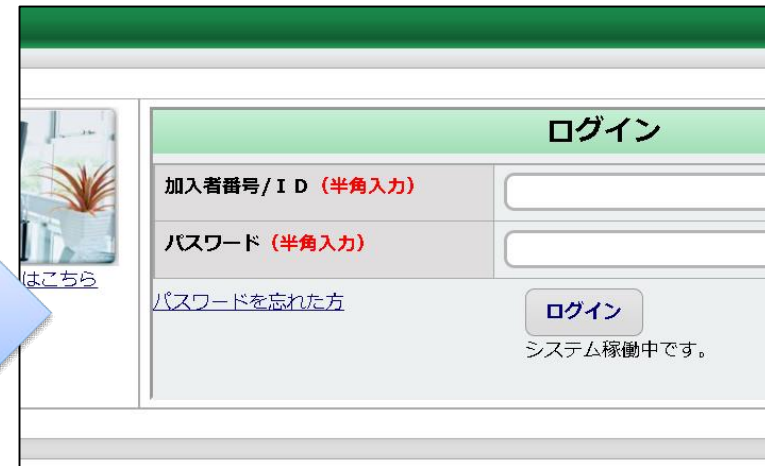 ログイン
加入者番号/ＩＤ（半角入力）
パスワード（半角入力）
はこちら
パスワードを忘れた方
ログイン
システム稼働中です。